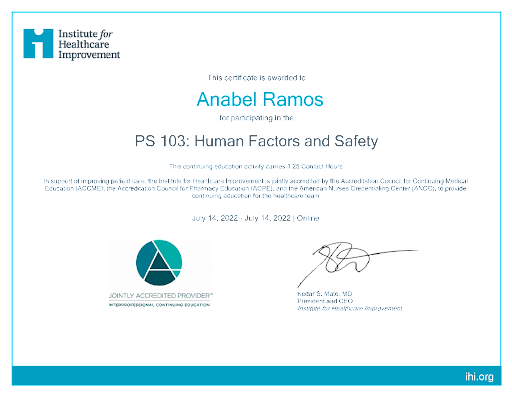 Institute for
Healthcare
Improvement
This certificate is awarded to
Anabel Ramos
for participating in the
PS 103: Human Factors and Safety
This continuing education activity carries 1.25 Contact Hours
In support of improving patient care, the Institute for Healthcare Improvement is jointly accredited by the Accreditation Council for Continuing Medical
Education (ACCME), the Accreditation Council for Pharmacy Education (ACPE), and the American Nurses Credentialing Center (ANCC), to provide
continuing education for the healthcare team
July 14, 2022 - July 14, 2022 | Online
JOINTLY ACCREDITED PROVIDER™
INTERPROFESSIONAL CONTINUING EDUCATION
Kedar S. Mate, MD
President and CEO
Institute for Healthcare Improvement
ihi.org